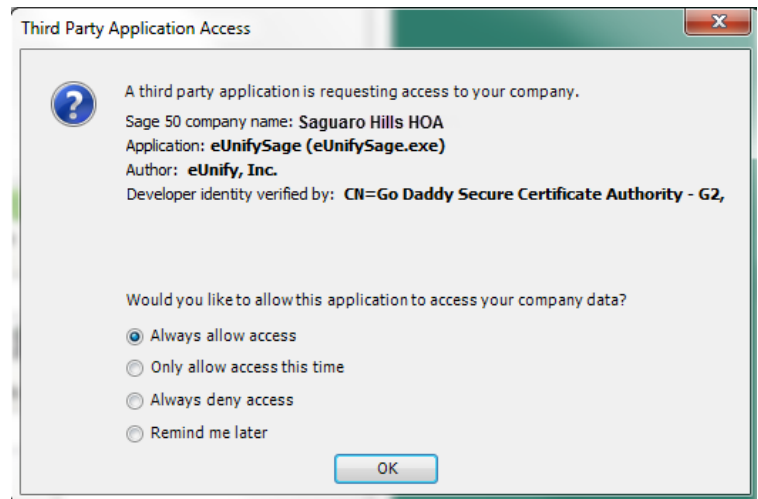 Third Party Application Access
A third party application is requesting access to your company.
Sage 50 company name: Saguaro Hills HOA
Application: eUnifySage (eUnifySage.exe)
Author: eUnify, Inc.
Developer identity verified by: CN=Go Daddy Secure Certificate Authority - G2,
Would you like to allow this application to access your company data?
Always allow access
Only allow access this time
Always deny access
Remind me later
OK